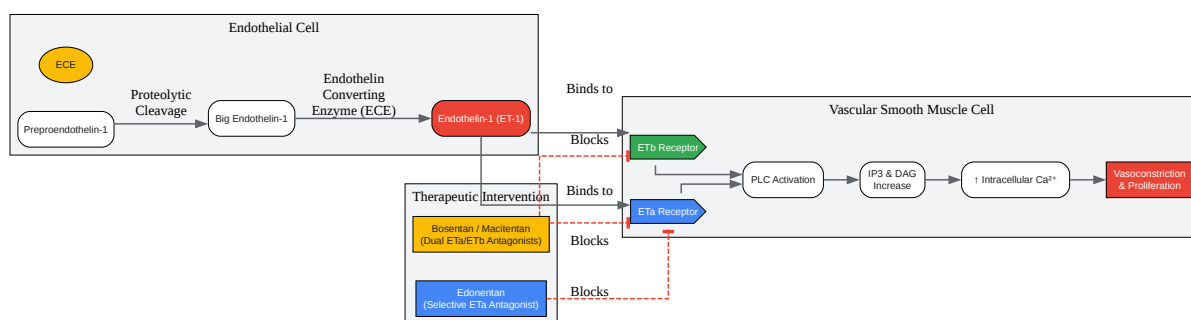 Endothelial Cell
ECE
Preproendothelin-1
Proteolytic
Cleavage
Big Endothelin-1
Endothelin
Converting
Enzyme (ECE)
Endothelin-1 (ET-1)
Binds to
Blocks
Binds to
Blocks
Blocks
Therapeutic Intervention
Bosentan / Macitentan
(Dual ETa/ETb Antagonists)
Edonentan
(Selective ETa Antagonist)
Vascular Smooth Muscle Cell
ETb Receptor
ETa Receptor
PLC Activation
IP3 & DAG
Increase
↑ Intracellular Ca²⁺
Vasoconstriction
& Proliferation